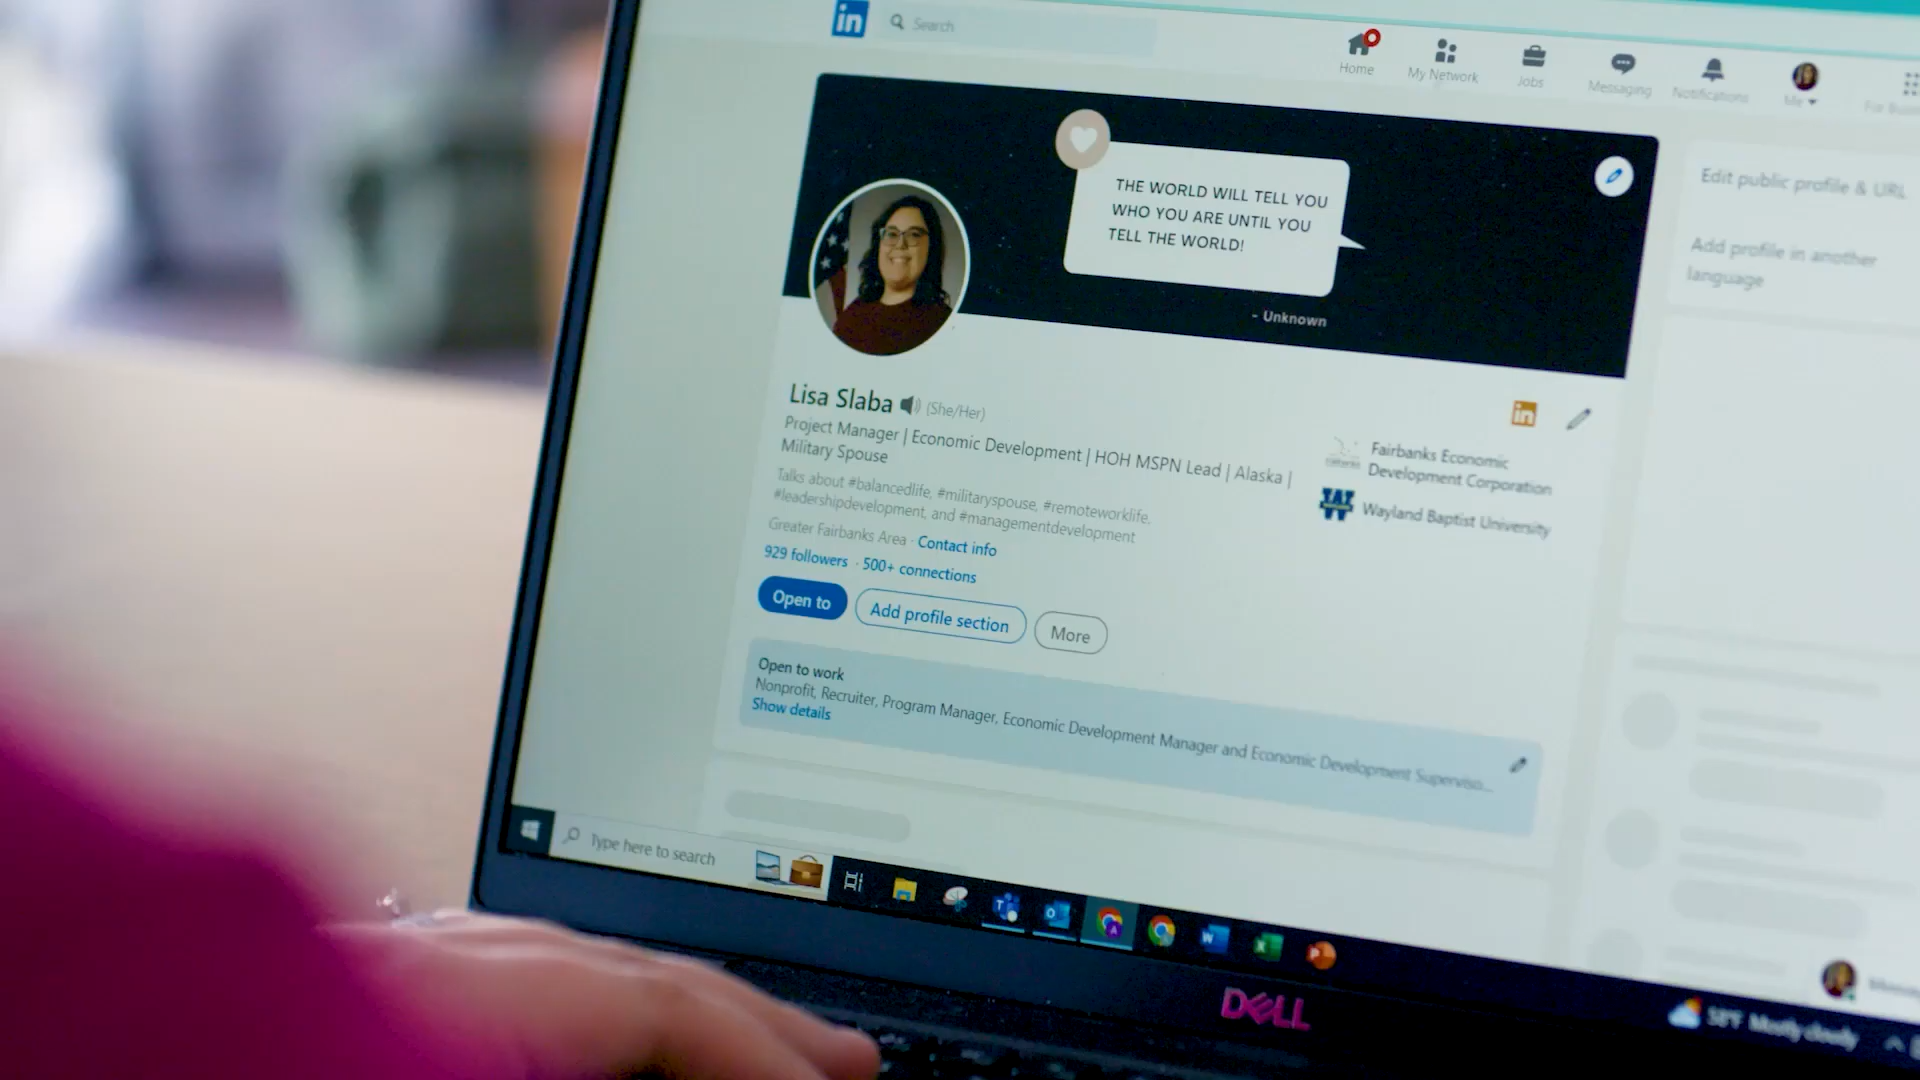 in
Search
Home
My Network
Jobs
Messaging
Notifications
Me
THE WORLD WILL TELL YOU
WHO YOU ARE UNTIL YOU
TELL THE WORLD!
- Unknown
Edit public profile & URL
Add profile in another
language
Lisa Slaba (She/Her)
Project Manager | Economic Development | HOH MSPN Lead | Alaska |
Military Spouse
Talks about #balancedlife, #militaryspouse, #remoteworklife,
#leadershipdevelopment, and #managementdevelopment
Greater Fairbanks Area · Contact info
929 followers · 500+ connections
in
Fairbanks Economic
Development Corporation
Wayland Baptist University
Open to
Add profile section
More
Open to work
Nonprofit, Recruiter, Program Manager, Economic Development Manager and Economic Development Superviso...
Show details
Type here to search
58°F Mostly cloudy
DELL